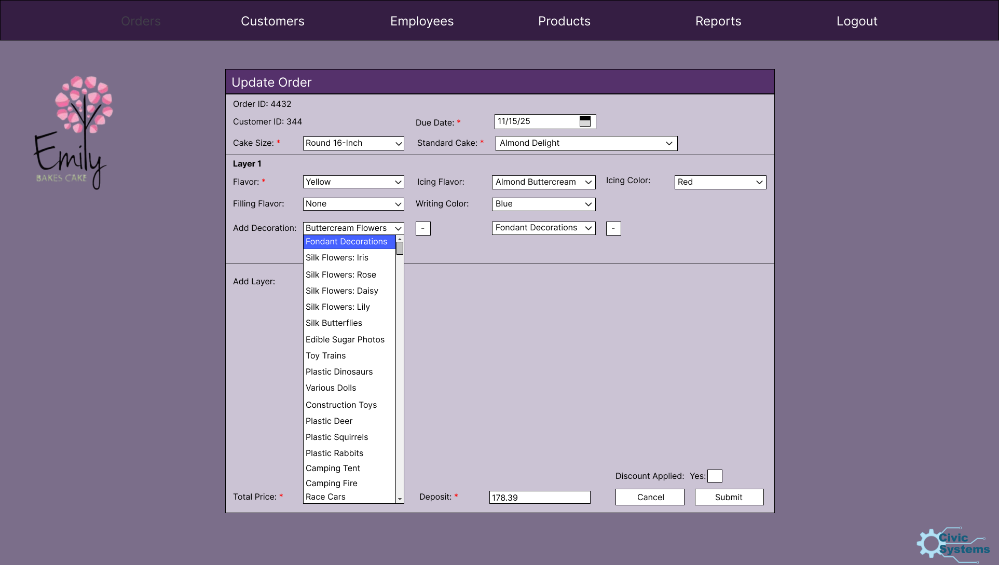 Orders Customers Employees Products Reports Logout
Emily
BAKES CAKE
Update Order
Order ID: 4432
Customer ID: 344 Due Date: * 11/15/25
Cake Size: * Round 16-Inch Standard Cake: * Almond Delight
Layer 1
Flavor: * Yellow Icing Flavor: Almond Buttercream Icing Color: Red
Filling Flavor: None Writing Color: Blue
Add Decoration: Buttercream Flowers - Fondant Decorations -
Fondant Decorations
Silk Flowers: Iris
Silk Flowers: Rose
Add Layer:
Silk Flowers: Daisy
Silk Flowers: Lily
Silk Butterflies
Edible Sugar Photos
Toy Trains
Plastic Dinosaurs
Various Dolls
Construction Toys
Plastic Deer
Plastic Squirrels
Plastic Rabbits
Camping Tent
Discount Applied: Yes:
Camping Fire
Total Price: * Race Cars Deposit: * 178.39 Cancel Submit
Civic
Systems